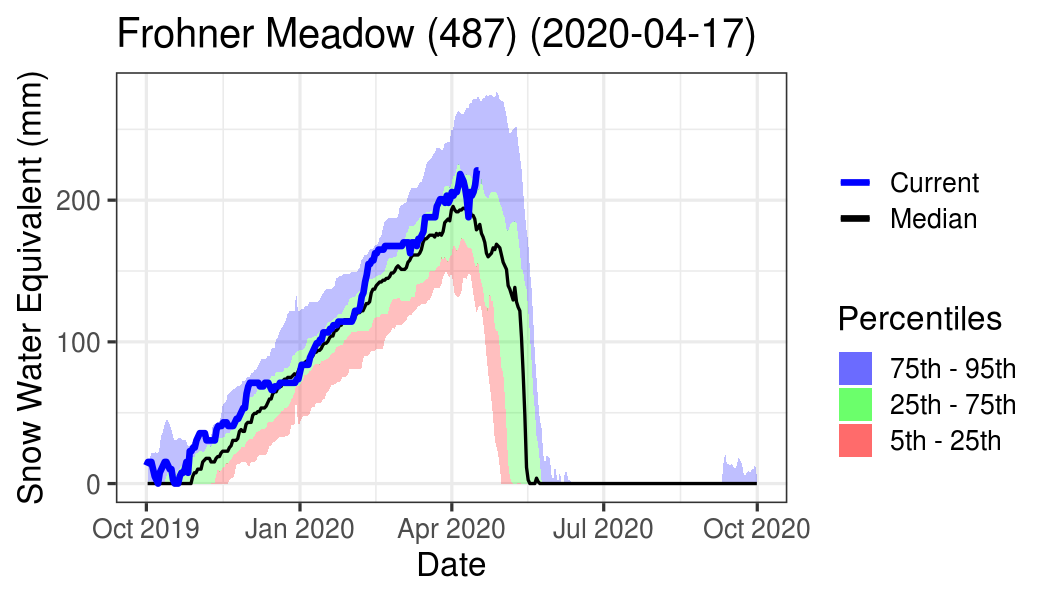 Frohner Meadow (487) (2020-04-17)
Snow Water Equivalent (mm)
200
100
0
Oct 2019
Jan 2020
Apr 2020
Jul 2020
Oct 2020
Date
Current
Median
Percentiles
75th - 95th
25th - 75th
5th - 25th